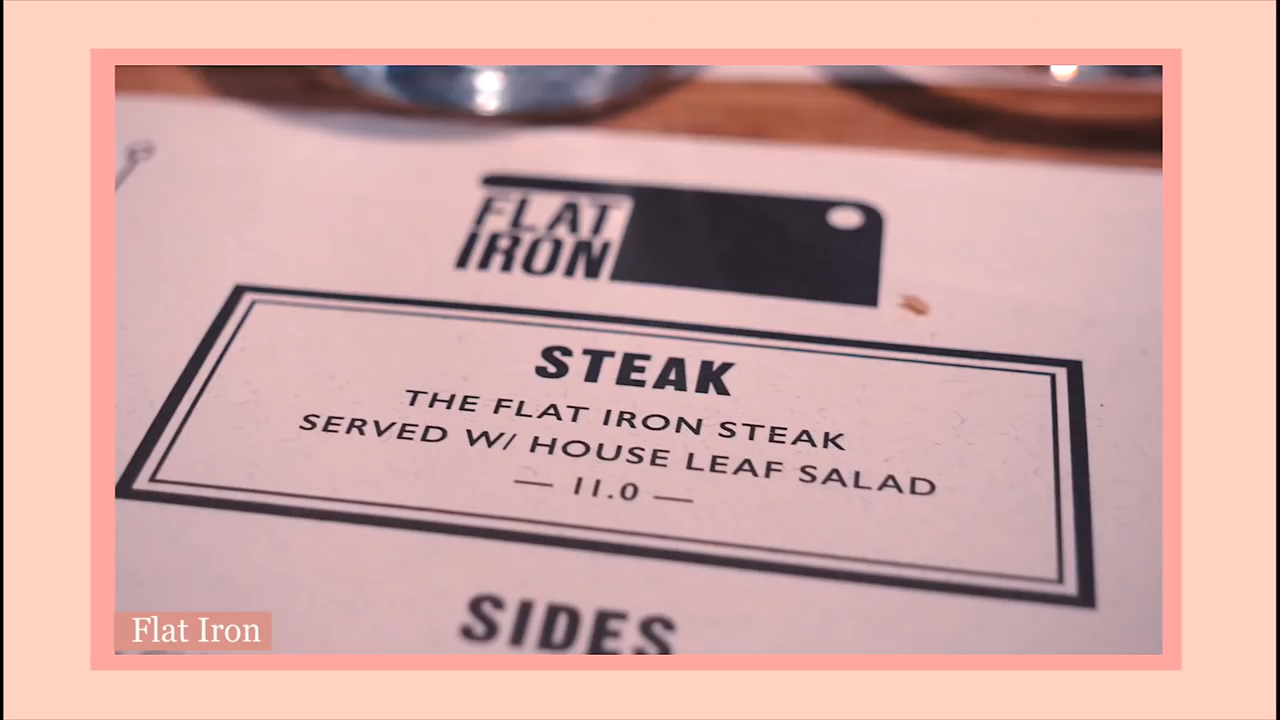 FLAT
IRON
STEAK
THE FLAT IRON STEAK
SERVED W/ HOUSE LEAF SALAD
— 11.0 —
SIDES
Flat Iron